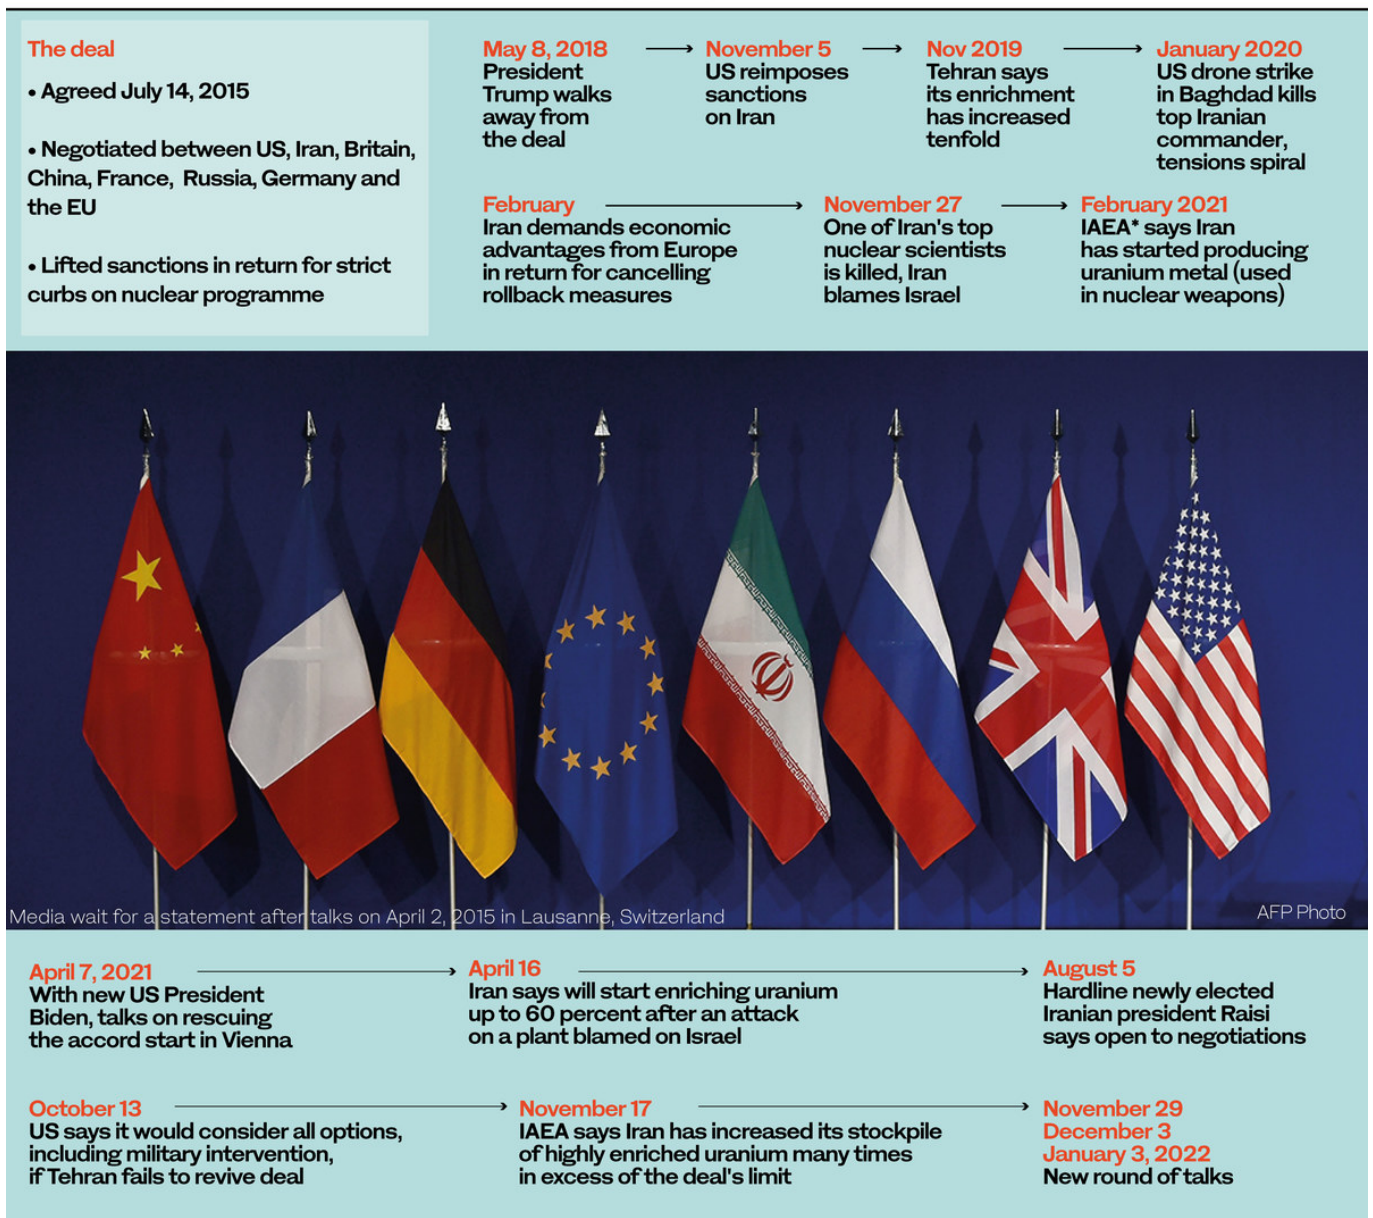 The deal
• Agreed July 14, 2015
• Negotiated between US, Iran, Britain,
China, France, Russia, Germany and
the EU
• Lifted sanctions in return for strict
curbs on nuclear programme
May 8, 2018
President
Trump walks
away from
the deal
November 5
US reimposes
sanctions
on Iran
Nov 2019
Tehran says
its enrichment
has increased
tenfold
January 2020
US drone strike
in Baghdad kills
top Iranian
commander,
tensions spiral
February
Iran demands economic
advantages from Europe
in return for cancelling
rollback measures
November 27
One of Iran's top
nuclear scientists
is killed, Iran
blames Israel
February 2021
IAEA* says Iran
has started producing
uranium metal (used
in nuclear weapons)
Media wait for a statement after talks on April 2, 2015 in Lausanne, Switzerland
AFP Photo
April 7, 2021
With new US President
Biden, talks on rescuing
the accord start in Vienna
April 16
Iran says will start enriching uranium
up to 60 percent after an attack
on a plant blamed on Israel
August 5
Hardline newly elected
Iranian president Raisi
says open to negotiations
October 13
US says it would consider all options,
including military intervention,
if Tehran fails to revive deal
November 17
IAEA says Iran has increased its stockpile
of highly enriched uranium many times
in excess of the deal's limit
November 29
December 3
January 3, 2022
New round of talks